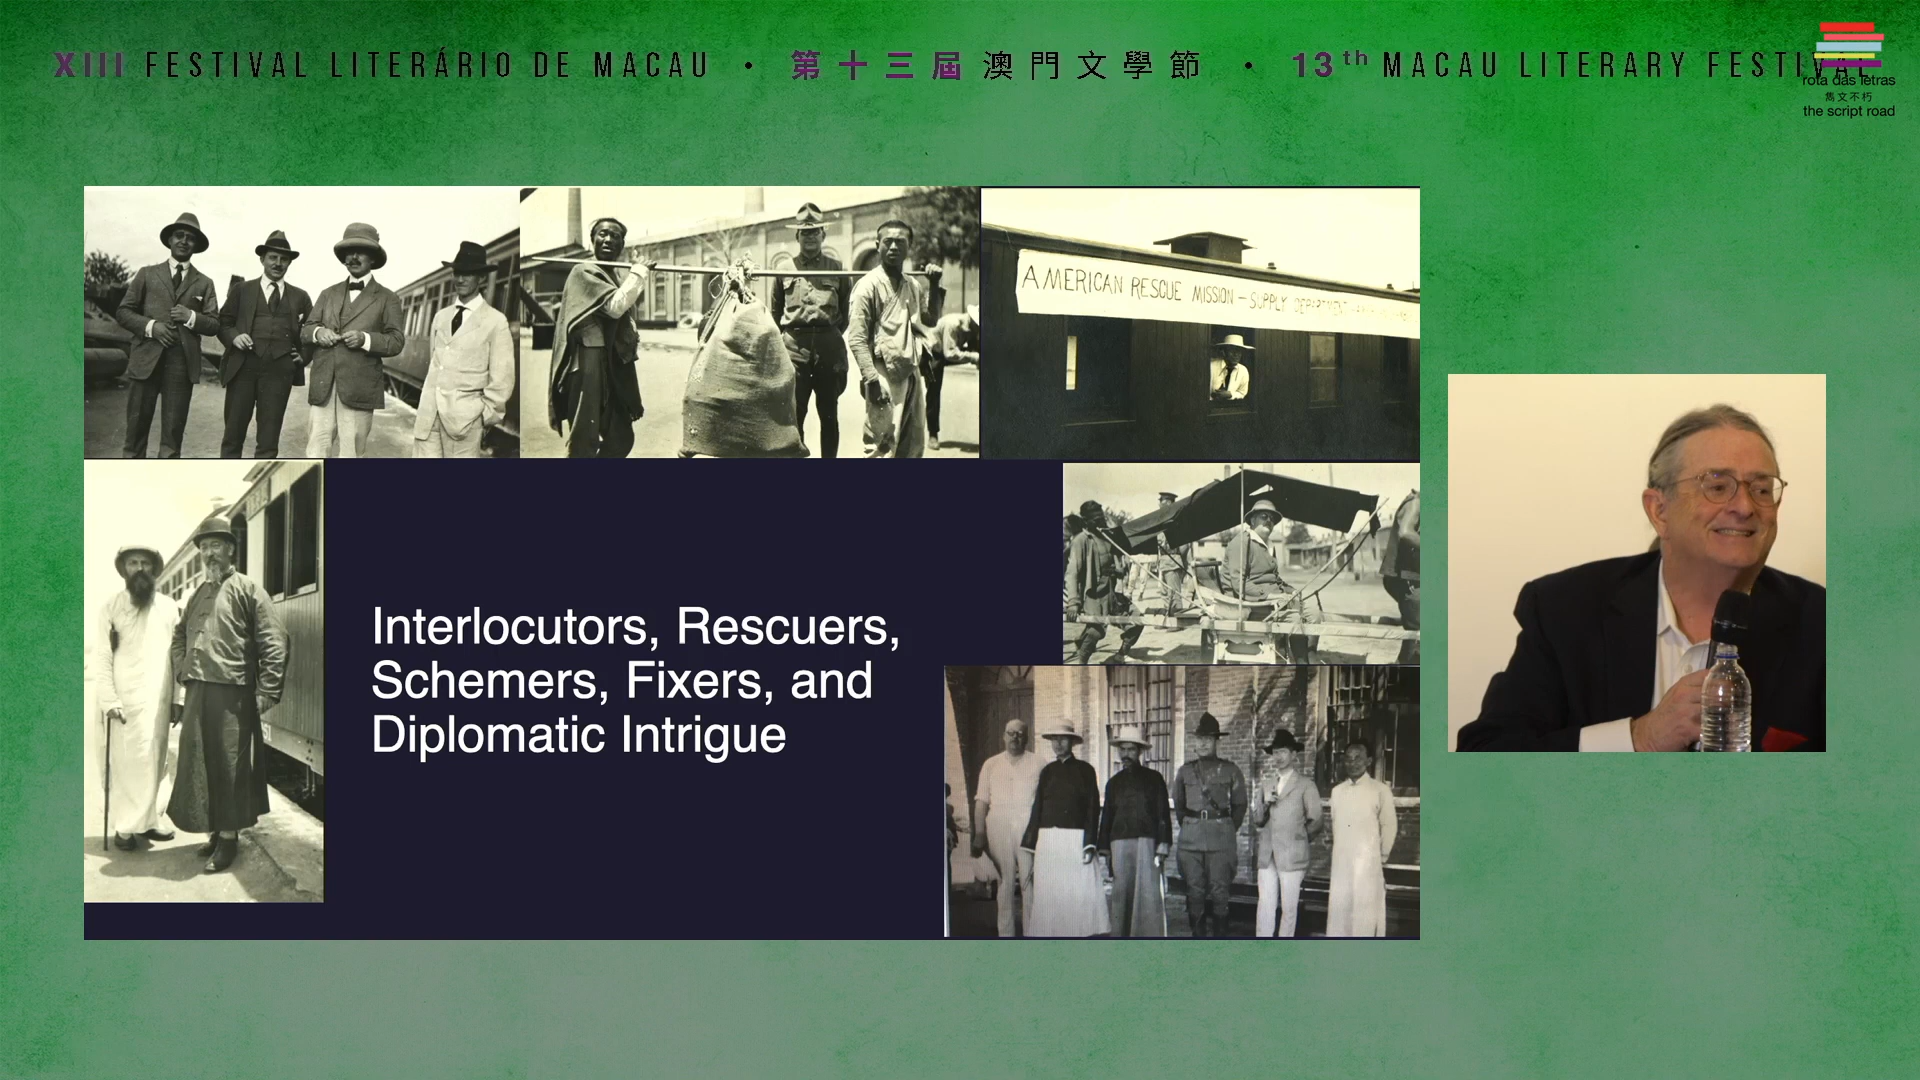 XIII FESTIVAL LITERÁRIO DE MACAU • 第十三屆澳門文學節 • 13th MACAU LITERARY FESTIVAL
rota das letras
雋文不朽
the script road
AMERICAN RESCUE MISSION - SUPPLY DEPARTMENT
Interlocutors, Rescuers,
Schemers, Fixers, and
Diplomatic Intrigue